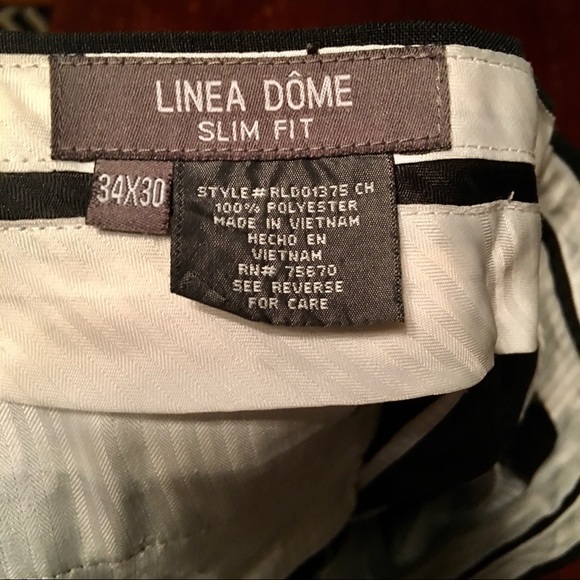 LINEA DÔME
SLIM FIT
34X30
STYLE# RLD01375 CH
100% POLYESTER
MADE IN VIETNAM
HECHO EN
VIETNAM
RN# 75670
SEE REVERSE
FOR CARE